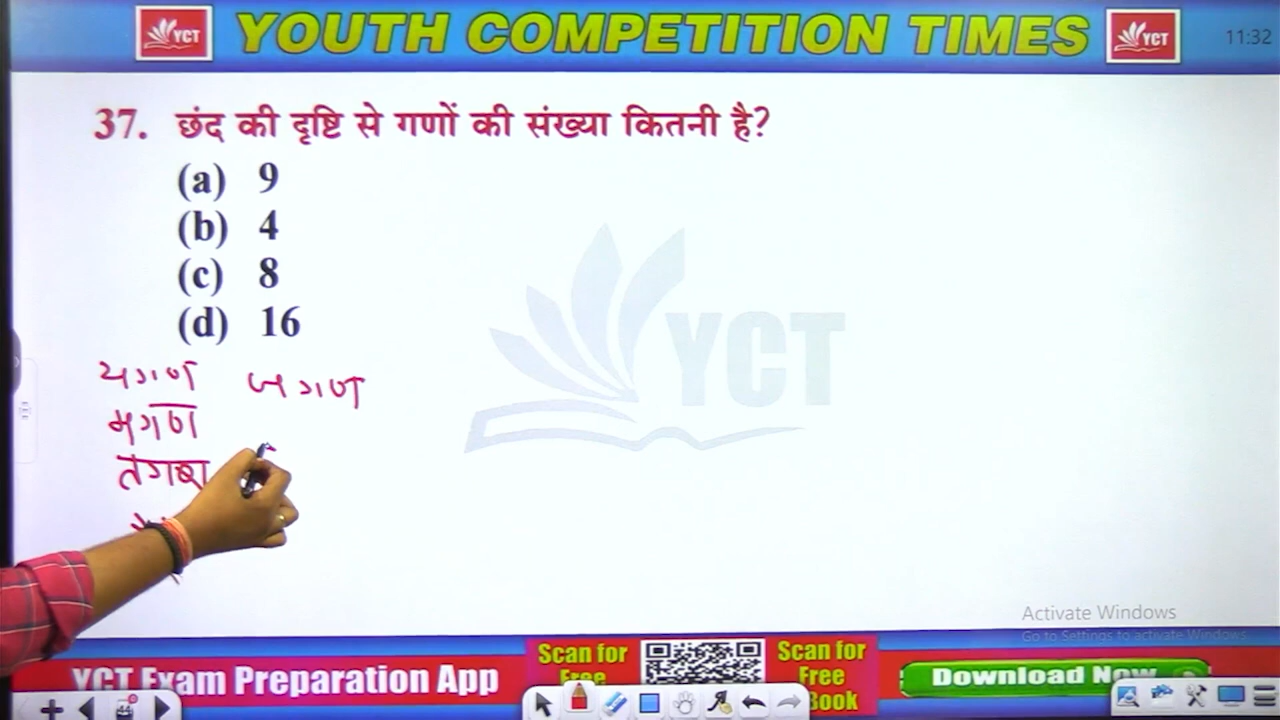 YCT YOUTH COMPETITION TIMES YCT 11:32
37. छंद की दृष्टि से गणों की संख्या कितनी है?
(a) 9
(b) 4
(c) 8
(d) 16
यगण जगण
मगण
तगण
YCT
Activate Windows
Go to Settings to activate Windows.
YCT Exam Preparation App
Scan for
Free
Scan for
Free
Book
Download Now